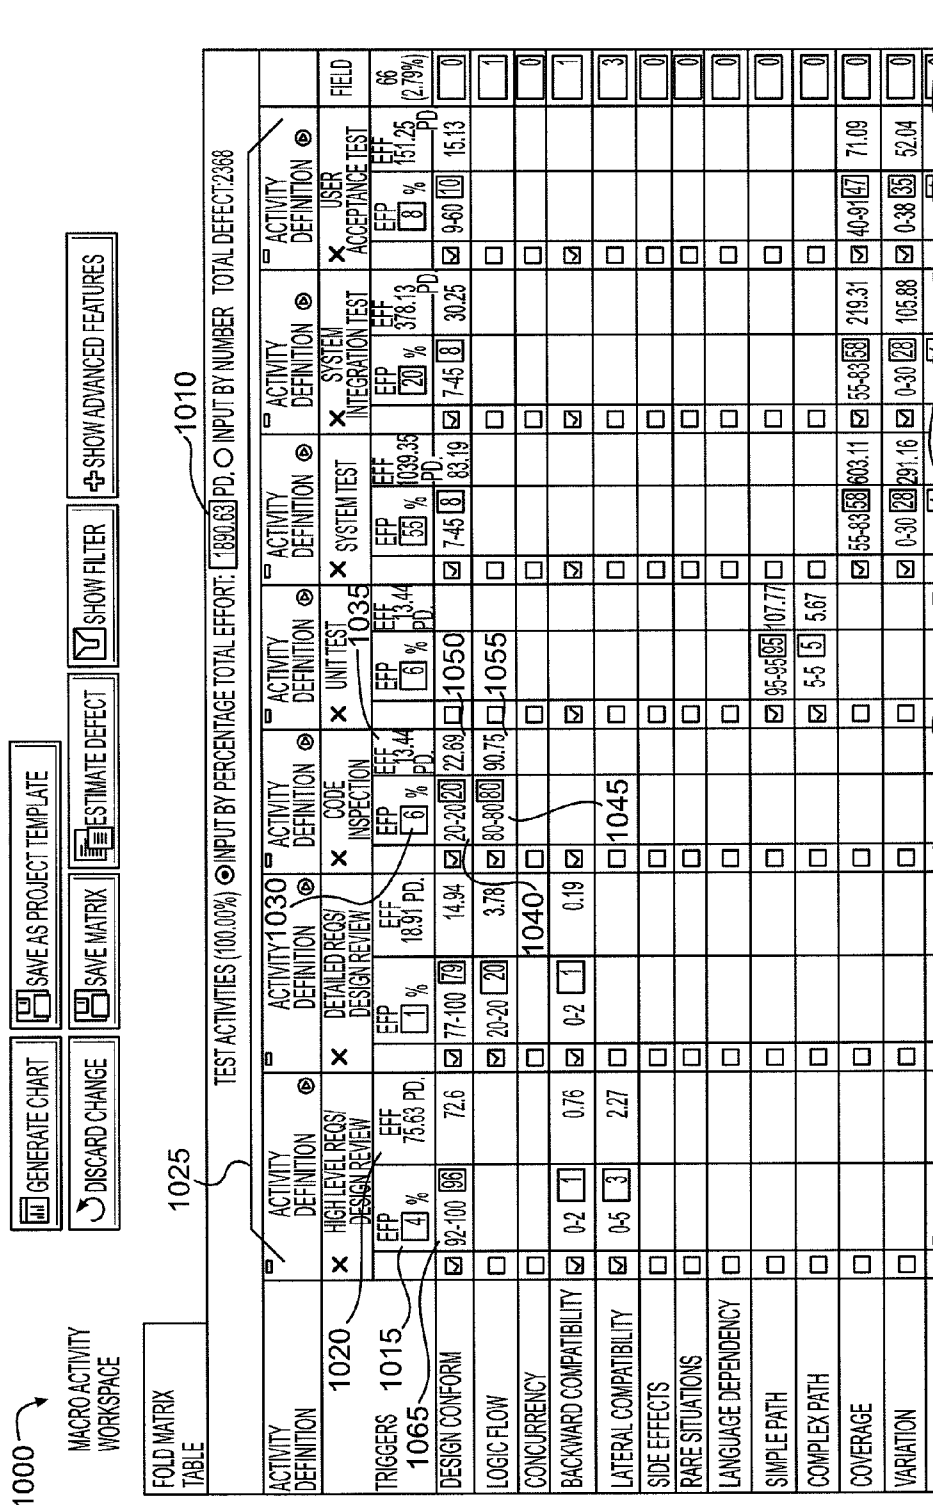 1000
MACRO ACTIVITY
WORKSPACE
GENERATE CHART
SAVE AS PROJECT TEMPLATE
DISCARD CHANGE
SAVE MATRIX
ESTIMATE DEFECT
SHOW FILTER
SHOW ADVANCED FEATURES
FOLD MATRIX
TABLE
1025
1010
TEST ACTIVITIES (100.00%) INPUT BY PERCENTAGE TOTAL EFFORT: 1890.63 PD. INPUT BY NUMBER TOTAL DEFECT:2368
ACTIVITY ACTIVITY ACTIVITY ACTIVITY ACTIVITY ACTIVITY ACTIVITY ACTIVITY
DEFINITION DEFINITION DEFINITION DEFINITION DEFINITION DEFINITION DEFINITION DEFINITION
1030
HIGH LEVEL REQS/ DETAILED REQS/ CODE UNIT TEST SYSTEM TEST SYSTEM USER FIELD
DESIGN REVIEW DESIGN REVIEW INSPECTION INTEGRATION TEST ACCEPTANCE TEST
1020
1035
TRIGGERS 1015 EFP EFF EFP EFF EFP EFF EFP EFF EFP EFF EFP EFF EFP EFF 66
4 % 75.63 PD. 1 % 18.91 PD. 6 % 13.44 PD. 6 % 13.44 PD. 55 % 1039.35 PD. 20 % 378.13 PD. 8 % 151.25 PD (2.79%)
1065
1050
DESIGN CONFORM 92-100 96 72.6 77-100 79 14.94 20-20 20 22.69 7-45 8 83.19 7-45 8 30.25 9-60 10 15.13 0
1055
LOGIC FLOW 20-20 20 3.78 80-80 80 90.75 1
CONCURRENCY 1040 0
BACKWARD COMPATIBILITY 0-2 1 0.76 0-2 1 0.19 1
LATERAL COMPATIBILITY 0-5 3 2.27 1045 3
SIDE EFFECTS 0
RARE SITUATIONS 0
LANGUAGE DEPENDENCY 0
SIMPLE PATH 95-95 95 107.77 0
COMPLEX PATH 5-5 5 5.67 0
COVERAGE 55-83 58 603.11 55-83 58 219.31 40-91 47 71.09 0
VARIATION 0-30 28 291.16 0-30 28 105.88 0-38 35 52.04 0